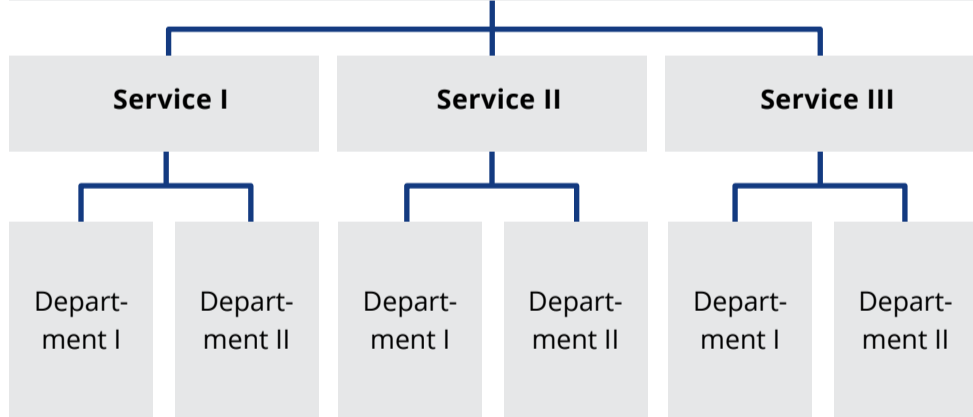 Service I
Service II
Service III
Depart-
ment I
Depart-
ment II
Depart-
ment I
Depart-
ment II
Depart-
ment I
Depart-
ment II